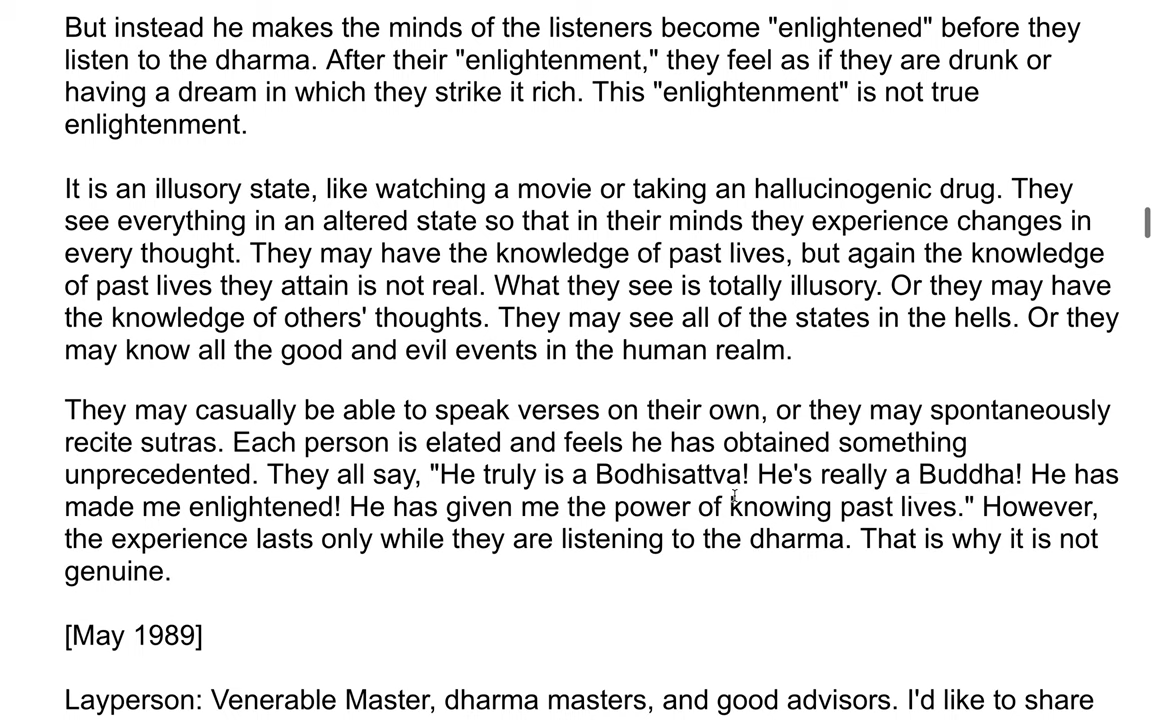 But instead he makes the minds of the listeners become "enlightened" before they
listen to the dharma. After their "enlightenment," they feel as if they are drunk or
having a dream in which they strike it rich. This "enlightenment" is not true
enlightenment.
It is an illusory state, like watching a movie or taking an hallucinogenic drug. They
see everything in an altered state so that in their minds they experience changes in
every thought. They may have the knowledge of past lives, but again the knowledge
of past lives they attain is not real. What they see is totally illusory. Or they may have
the knowledge of others' thoughts. They may see all of the states in the hells. Or they
may know all the good and evil events in the human realm.
They may casually be able to speak verses on their own, or they may spontaneously
recite sutras. Each person is elated and feels he has obtained something
unprecedented. They all say, "He truly is a Bodhisattva! He's really a Buddha! He has
made me enlightened! He has given me the power of knowing past lives." However,
the experience lasts only while they are listening to the dharma. That is why it is not
genuine.
[May 1989]
Layperson: Venerable Master, dharma masters, and good advisors. I'd like to share